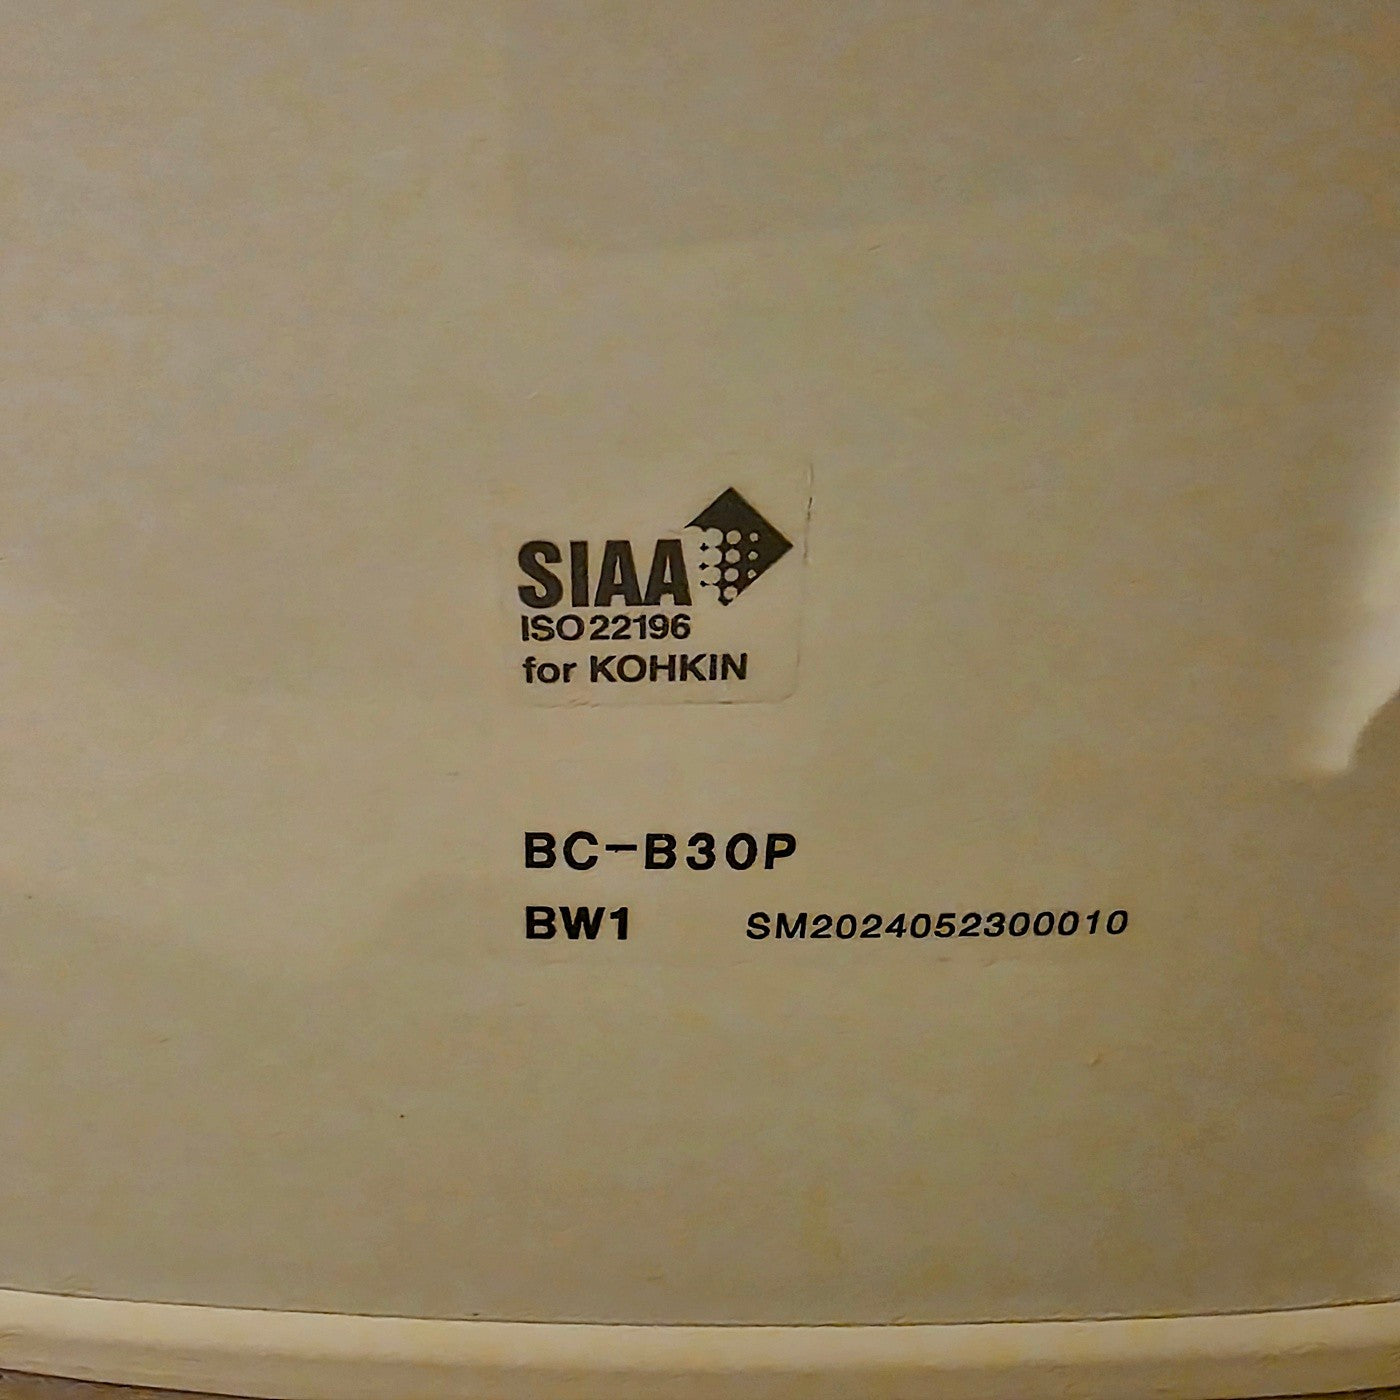 SIAA
ISO22196
for KOHKIN
BC-B30P
BW1 SM2024052300010